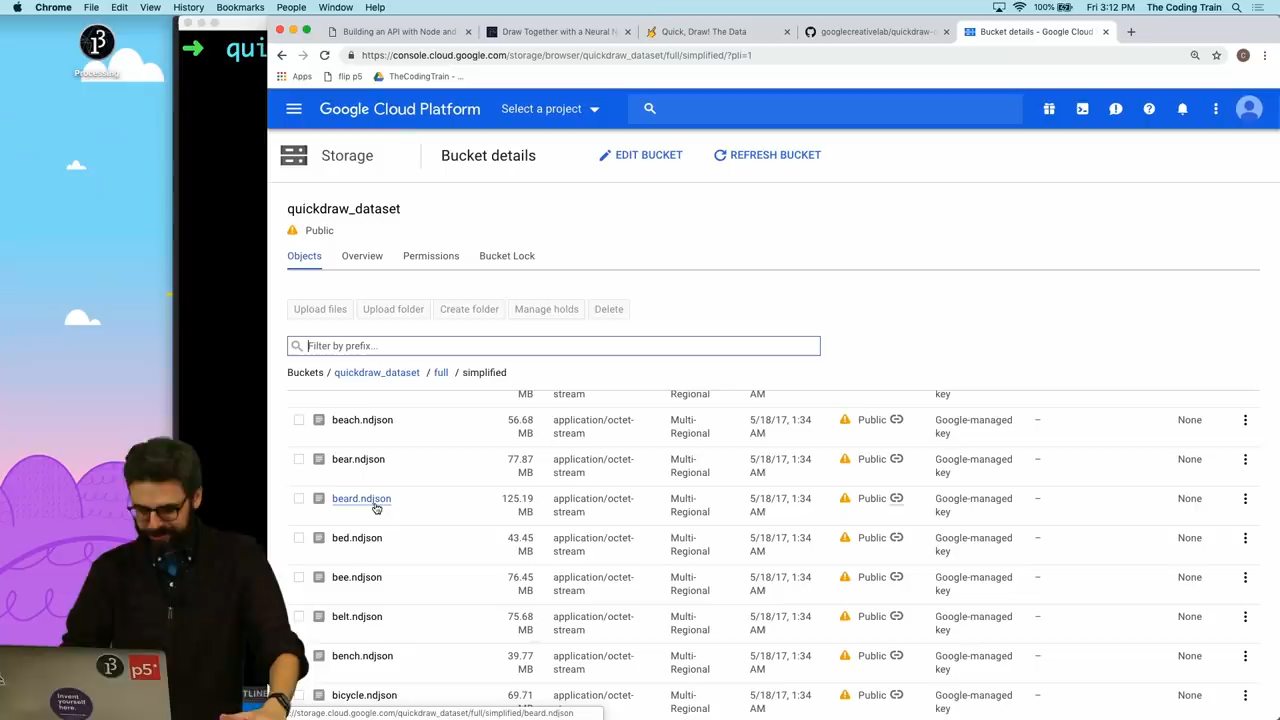 Chrome File Edit View History Bookmarks People Window Help 100% Fri 3:12 PM The Coding Train
Building an API with Node and Draw Together with a Neural N Quick, Draw! The Data googlecreativelab/quickdraw- Bucket details - Google Cloud
https://console.cloud.google.com/storage/browser/quickdraw_dataset/full/simplified/?pli=1
Apps flip p5 TheCodingTrain - ...
Processing
qui
Google Cloud Platform Select a project
Storage Bucket details EDIT BUCKET REFRESH BUCKET
quickdraw_dataset
Public
Objects Overview Permissions Bucket Lock
Upload files Upload folder Create folder Manage holds Delete
Filter by prefix...
Buckets / quickdraw_dataset / full / simplified
MB stream Regional AM key
beach.ndjson 56.68 application/octet- Multi- 5/18/17, 1:34 Public Google-managed – None
MB stream Regional AM key
bear.ndjson 77.87 application/octet- Multi- 5/18/17, 1:34 Public Google-managed – None
MB stream Regional AM key
beard.ndjson 125.19 application/octet- Multi- 5/18/17, 1:34 Public Google-managed – None
MB stream Regional AM key
bed.ndjson 43.45 application/octet- Multi- 5/18/17, 1:34 Public Google-managed – None
MB stream Regional AM key
bee.ndjson 76.45 application/octet- Multi- 5/18/17, 1:34 Public Google-managed – None
MB stream Regional AM key
belt.ndjson 75.68 application/octet- Multi- 5/18/17, 1:34 Public Google-managed – None
MB stream Regional AM key
bench.ndjson 39.77 application/octet- Multi- 5/18/17, 1:34 Public Google-managed – None
MB stream Regional AM key
bicycle.ndjson 69.71 application/octet- Multi- 5/18/17, 1:34 Public Google-managed – None
MB stream Regional AM key
://storage.cloud.google.com/quickdraw_dataset/full/simplified/beard.ndjson
p5*
Invent
yourself
here.
OUTLINE